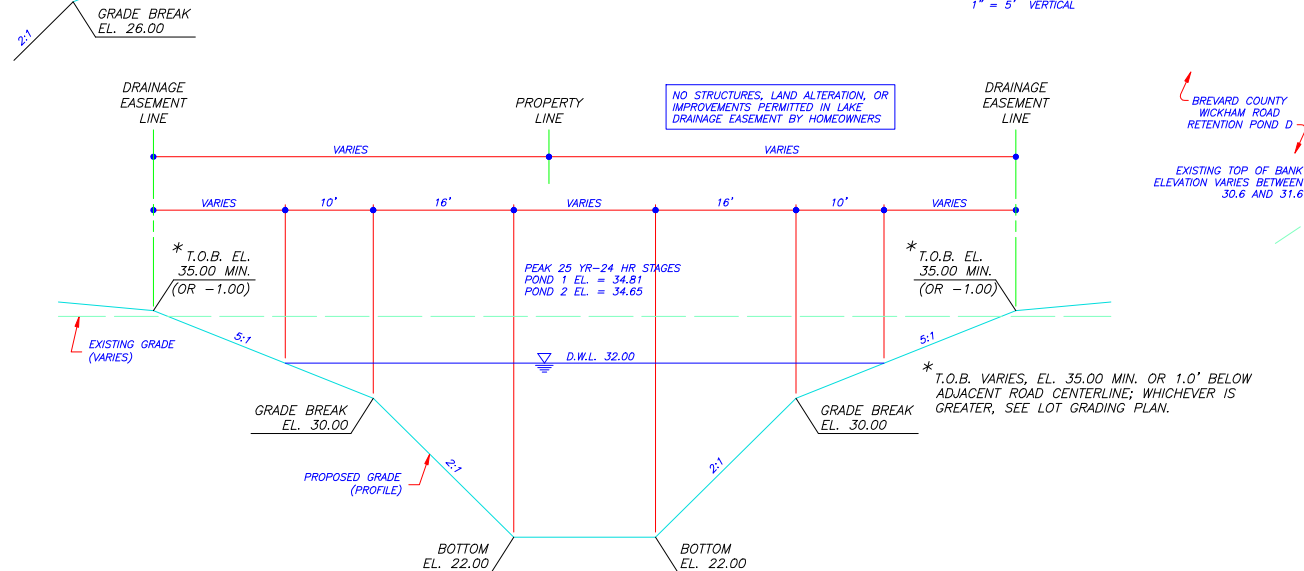 1" = 5' VERTICAL
GRADE BREAK
EL. 26.00
2:1
DRAINAGE
EASEMENT
LINE
PROPERTY
LINE
NO STRUCTURES, LAND ALTERATION, OR
IMPROVEMENTS PERMITTED IN LAKE
DRAINAGE EASEMENT BY HOMEOWNERS
DRAINAGE
EASEMENT
LINE
BREVARD COUNTY
WICKHAM ROAD
RETENTION POND D
EXISTING TOP OF BANK
ELEVATION VARIES BETWEEN
30.6 AND 31.6
VARIES
VARIES
VARIES
10'
16'
VARIES
16'
10'
VARIES
* T.O.B. EL.
35.00 MIN.
(OR -1.00)
PEAK 25 YR-24 HR STAGES
POND 1 EL. = 34.81
POND 2 EL. = 34.65
* T.O.B. EL.
35.00 MIN.
(OR -1.00)
EXISTING GRADE
(VARIES)
5:1
D.W.L. 32.00
5:1
* T.O.B. VARIES, EL. 35.00 MIN. OR 1.0' BELOW
ADJACENT ROAD CENTERLINE; WHICHEVER IS
GREATER, SEE LOT GRADING PLAN.
GRADE BREAK
EL. 30.00
GRADE BREAK
EL. 30.00
PROPOSED GRADE
(PROFILE)
2:1
2:1
BOTTOM
EL. 22.00
BOTTOM
EL. 22.00